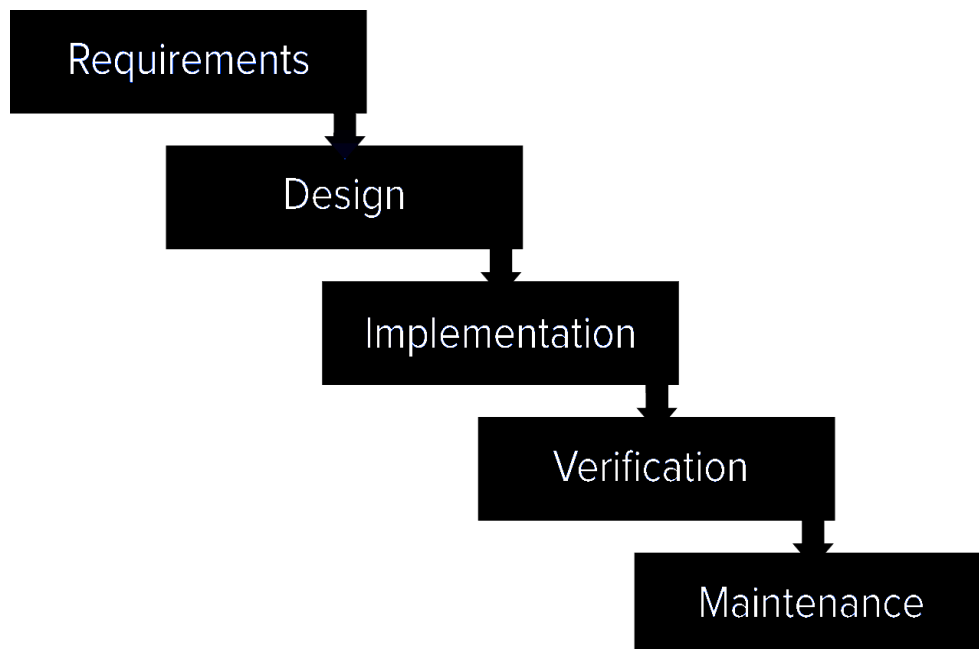 Requirements
Design
Implementation
Verification
Maintenance